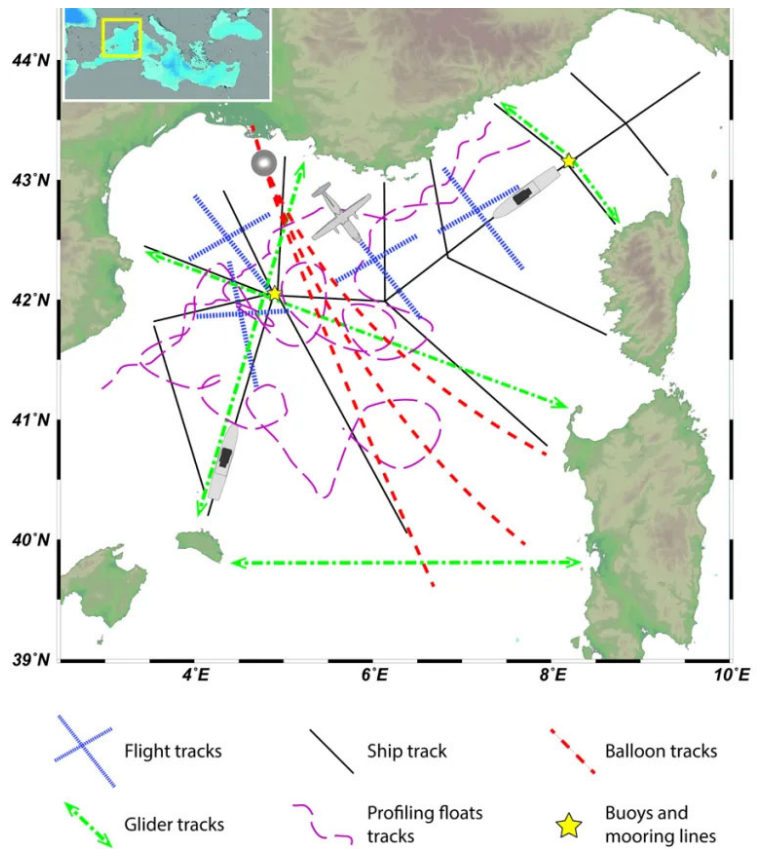 44°N
43°N
42°N
41°N
40°N
39°N
4°E 6°E 8°E 10°E
Flight tracks Ship track Balloon tracks
Glider tracks Profiling floats tracks Buoys and mooring lines